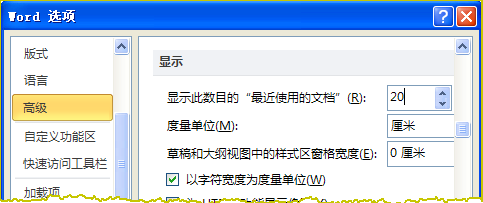 Word 选项
版式
语言
高级
自定义功能区
快速访问工具栏
加载项
显示
显示此数目的“最近使用的文档”(R): 20
度量单位(M): 厘米
草稿和大纲视图中的样式区窗格宽度(E): 0 厘米
以字符宽度为度量单位(W)